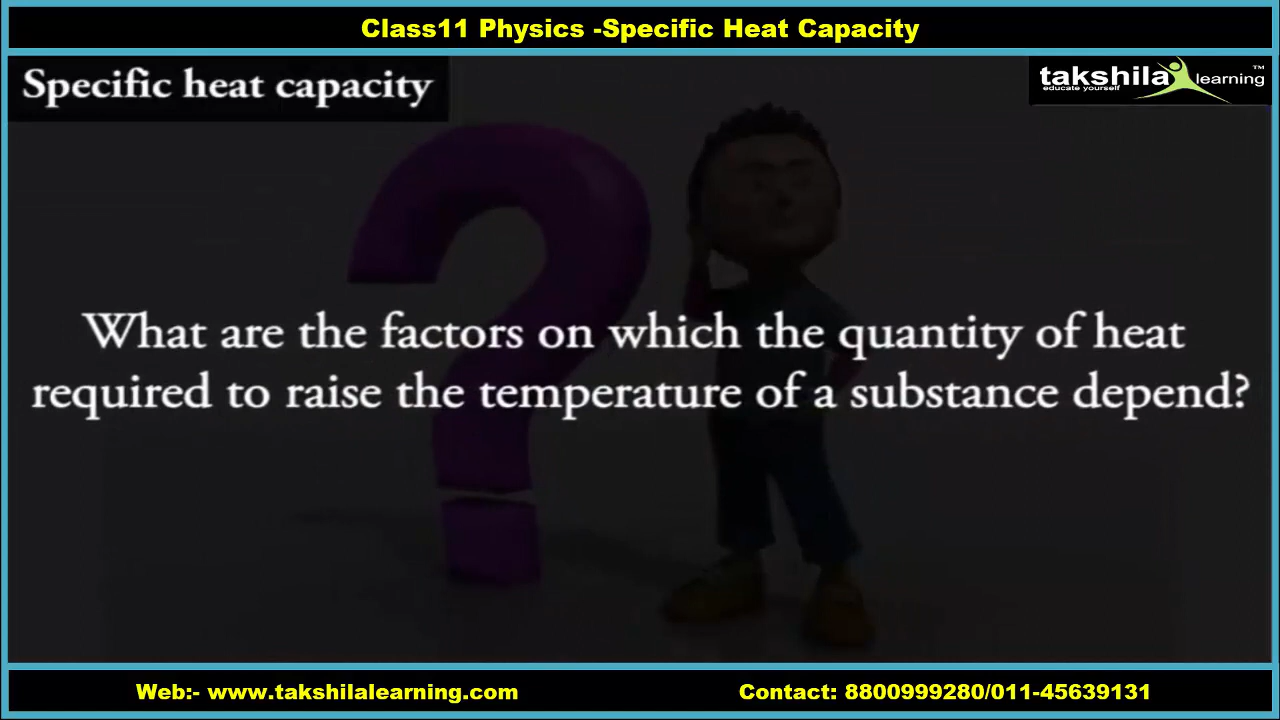 Class11 Physics -Specific Heat Capacity
Specific heat capacity
takshila learning™
educate yourself
What are the factors on which the quantity of heat
required to raise the temperature of a substance depend?
Web:- www.takshilalearning.com
Contact: 8800999280/011-45639131